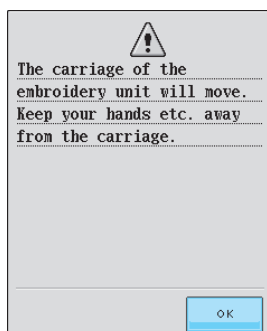 The carriage of the
embroidery unit will move.
Keep your hands etc. away
from the carriage.
OK